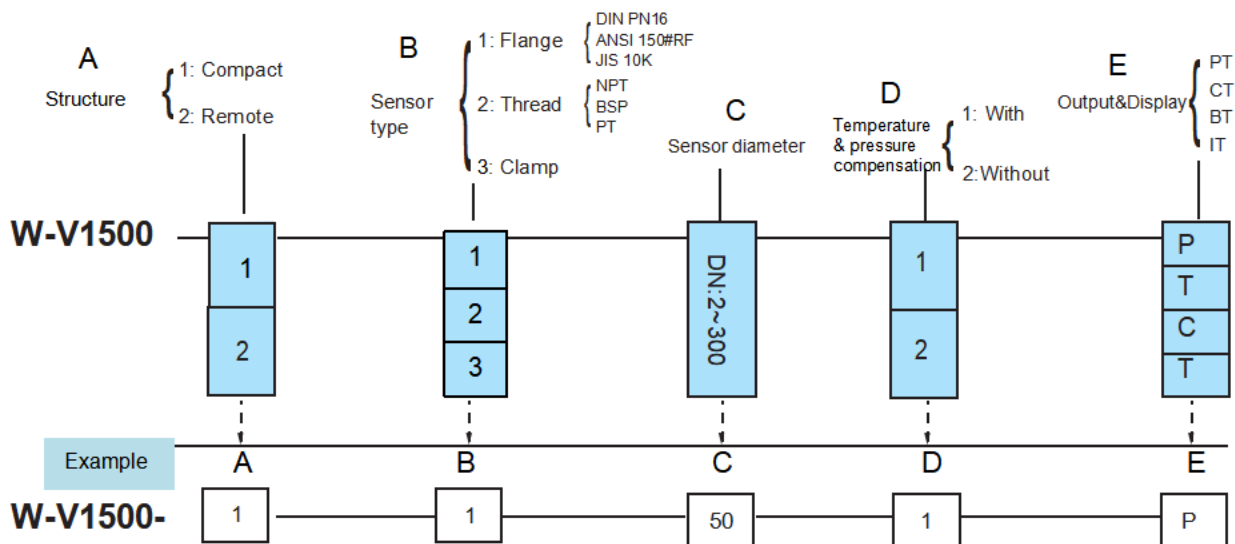 A
Structure
1: Compact
2: Remote
B
Sensor
type
1: Flange
DIN PN16
ANSI 150#RF
JIS 10K
2: Thread
NPT
BSP
PT
3: Clamp
C
Sensor diameter
D
Temperature
& pressure
compensation
1: With
2:Without
E
Output&Display
PT
CT
BT
IT
W-V1500
1
2
1
2
3
DN:2~300
1
2
P
T
C
T
Example
A B C D E
W-V1500- 1 1 50 1 P